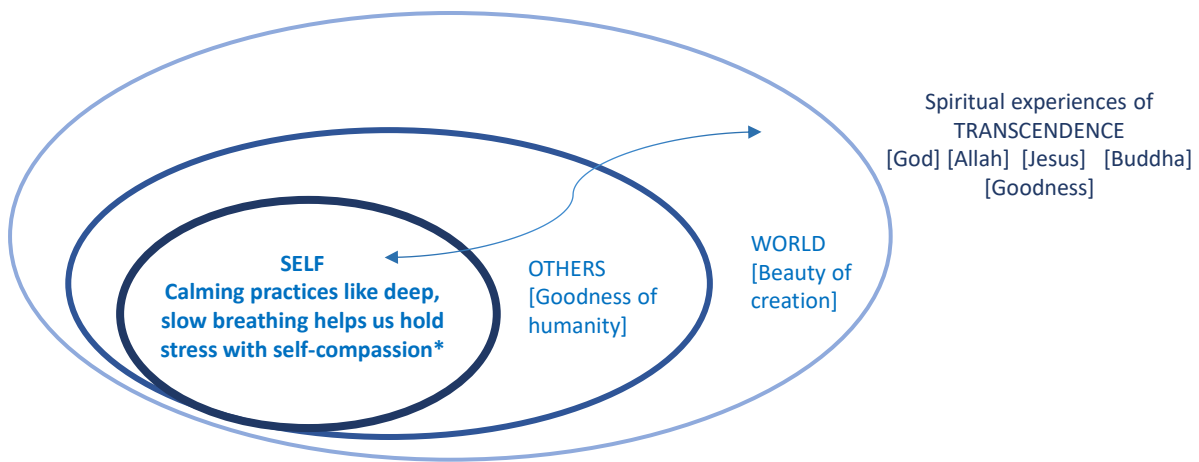 Spiritual experiences of
TRANSCENDENCE
[God] [Allah] [Jesus] [Buddha]
[Goodness]
SELF
Calming practices like deep,
slow breathing helps us hold
stress with self-compassion*
OTHERS
[Goodness of
humanity]
WORLD
[Beauty of
creation]